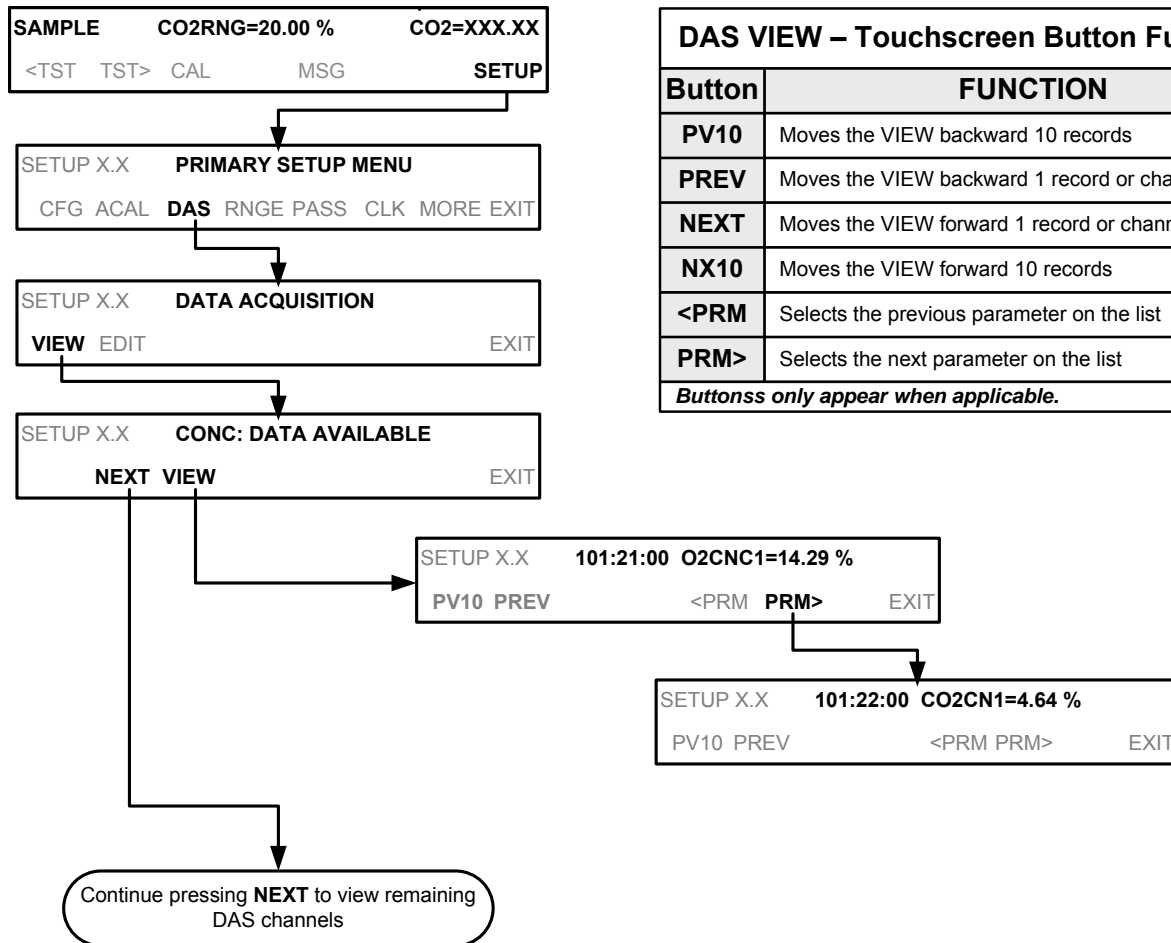 SAMPLE CO2RNG=20.00 % CO2=XXX.XX
<TST TST> CAL MSG SETUP
SETUP X.X PRIMARY SETUP MENU
CFG ACAL DAS RNGE PASS CLK MORE EXIT
SETUP X.X DATA ACQUISITION
VIEW EDIT EXIT
SETUP X.X CONC: DATA AVAILABLE
NEXT VIEW EXIT
SETUP X.X 101:21:00 O2CNC1=14.29 %
PV10 PREV <PRM PRM> EXIT
SETUP X.X 101:22:00 CO2CN1=4.64 %
PV10 PREV <PRM PRM> EXIT
Continue pressing NEXT to view remaining
DAS channels
DAS VIEW – Touchscreen Button
Button FUNCTION
PV10 Moves the VIEW backward 10 records
PREV Moves the VIEW backward 1 record or
NEXT Moves the VIEW forward 1 record or
NX10 Moves the VIEW forward 10 records
<PRM Selects the previous parameter on the list
PRM> Selects the next parameter on the list
Buttonss only appear when applicable.